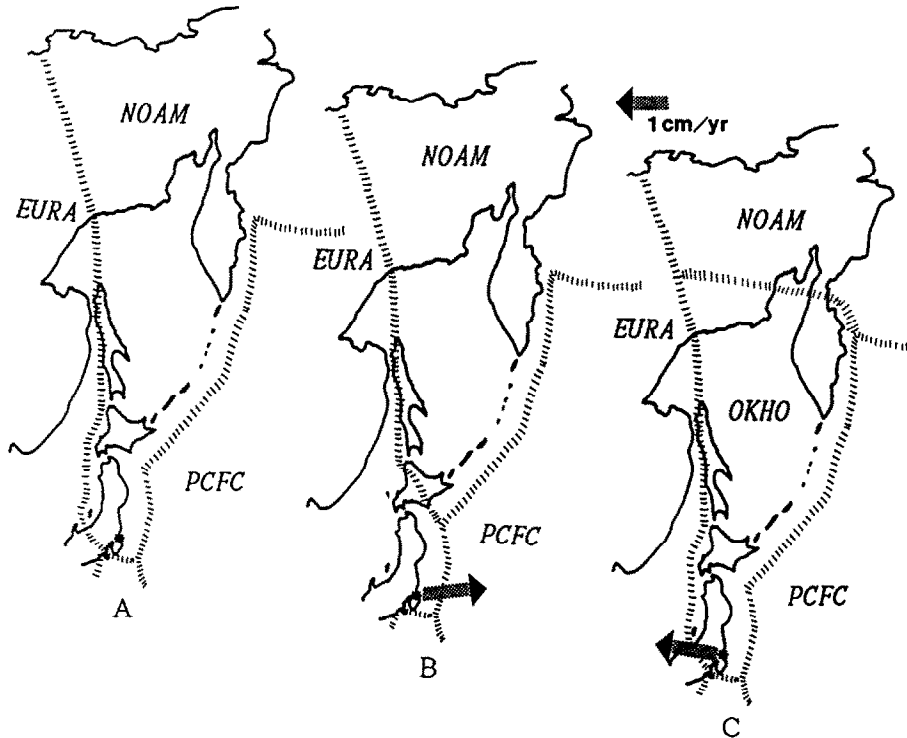 NOAM
EURA
PCFC
A
NOAM
EURA
PCFC
B
1 cm/yr
NOAM
EURA
OKHO
PCFC
C